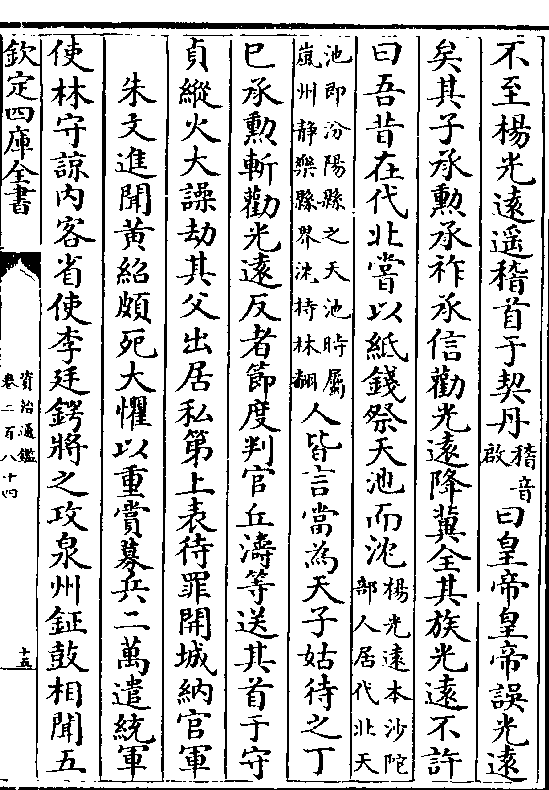 不至楊光遠遥稽首于契丹稽音啟曰皇帝皇帝誤光遠
矣其子承勲承祚承信勸光遠降冀全其族光遠不許
曰吾昔在代北嘗以紙錢祭天池而沈楊光遠本沙陀部人居代北天
池即汾陽縣之天池時屬嵐州静樂縣界沈持林翻人皆言當為天子姑待之丁
巳承勲斬勸光遠反者節度判官丘濤等送其首于守
貞縱火大譟劫其父出居私第上表待罪開城納官軍
朱文進聞黃紹頗死大懼以重賞募兵二萬遣統軍
使林守諒内客省使李廷鍔將之攻泉州鉦鼓相聞五
欽定四庫全書
資治通鑑
卷二百八十四
十五